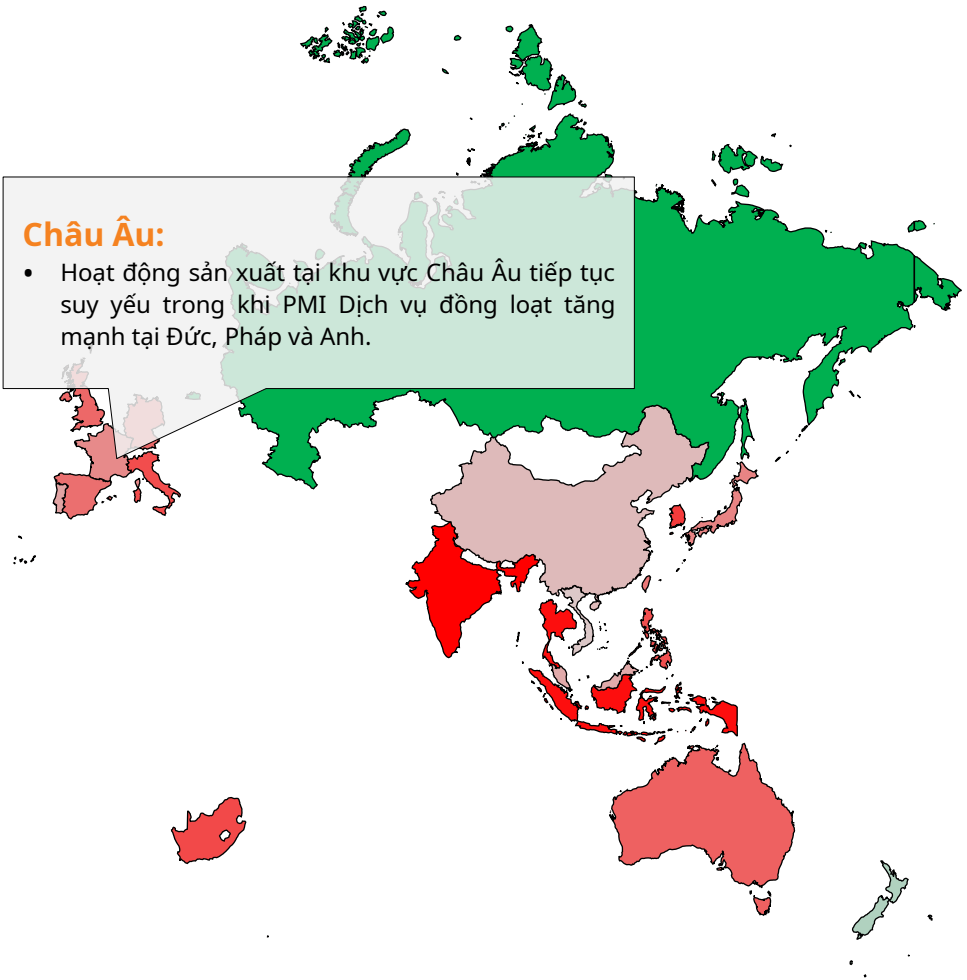 Châu Âu:
• Hoạt động sản xuất tại khu vực Châu Âu tiếp tục
suy yếu trong khi PMI Dịch vụ đồng loạt tăng
mạnh tại Đức, Pháp và Anh.